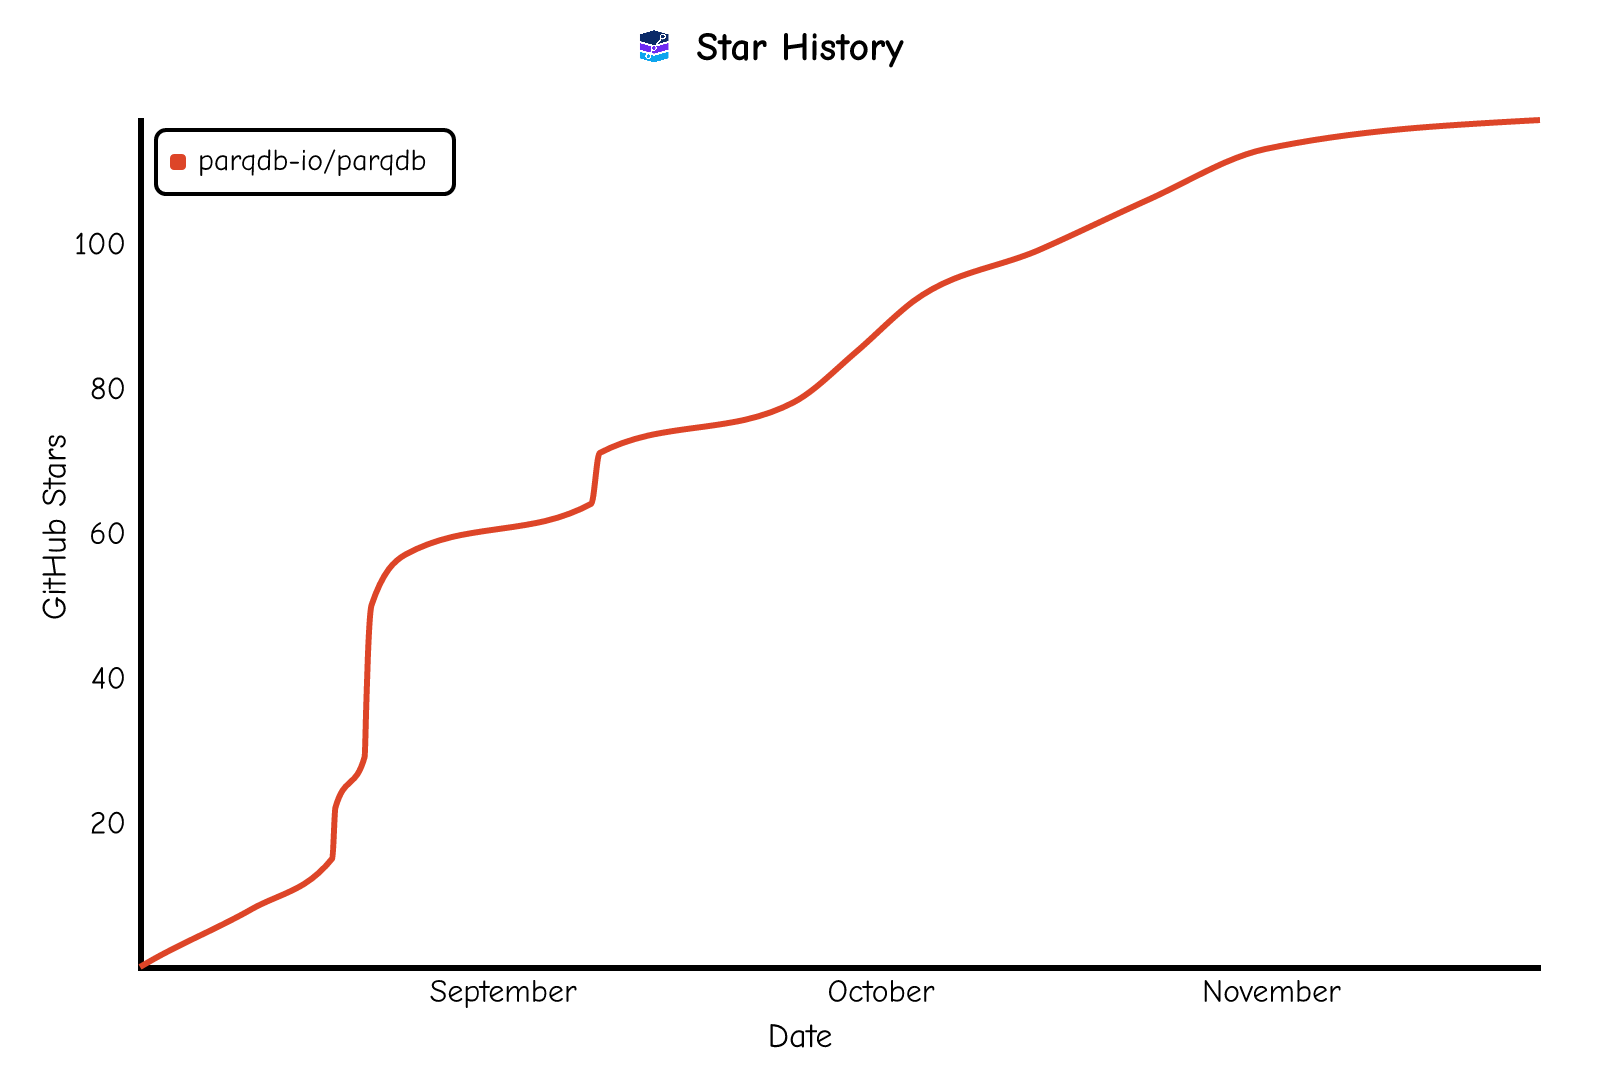 Star History
parqdb-io/parqdb
100
80
60
40
20
GitHub Stars
September
October
November
Date